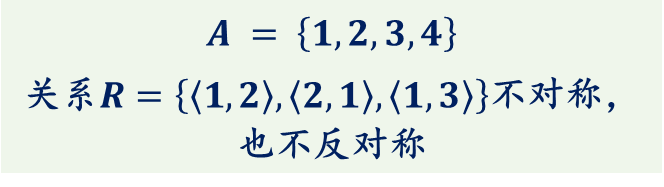 A = {1,2,3,4}
关系R = {⟨1,2⟩,⟨2,1⟩,⟨1,3⟩}不对称，
也不反对称